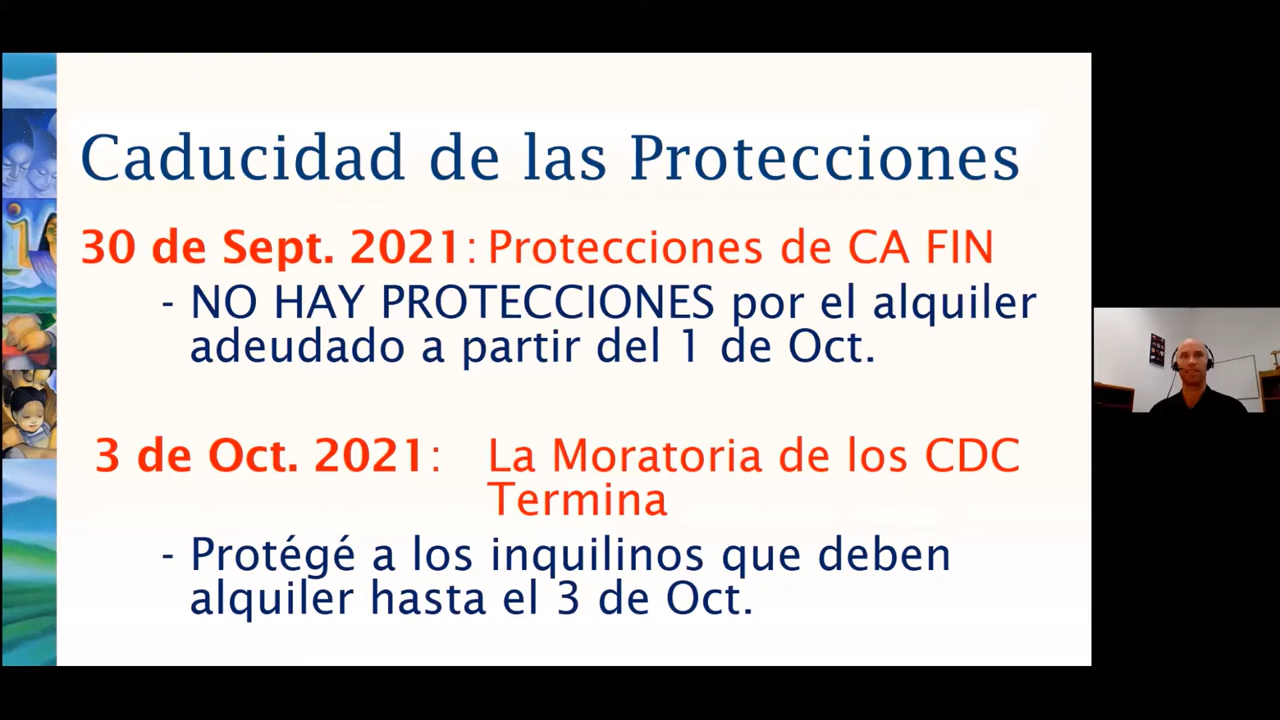 Caducidad de las Protecciones
30 de Sept. 2021: Protecciones de CA FIN
- NO HAY PROTECCIONES por el alquiler
adeudado a partir del 1 de Oct.
3 de Oct. 2021: La Moratoria de los CDC
Termina
- Protégé a los inquilinos que deben
alquiler hasta el 3 de Oct.